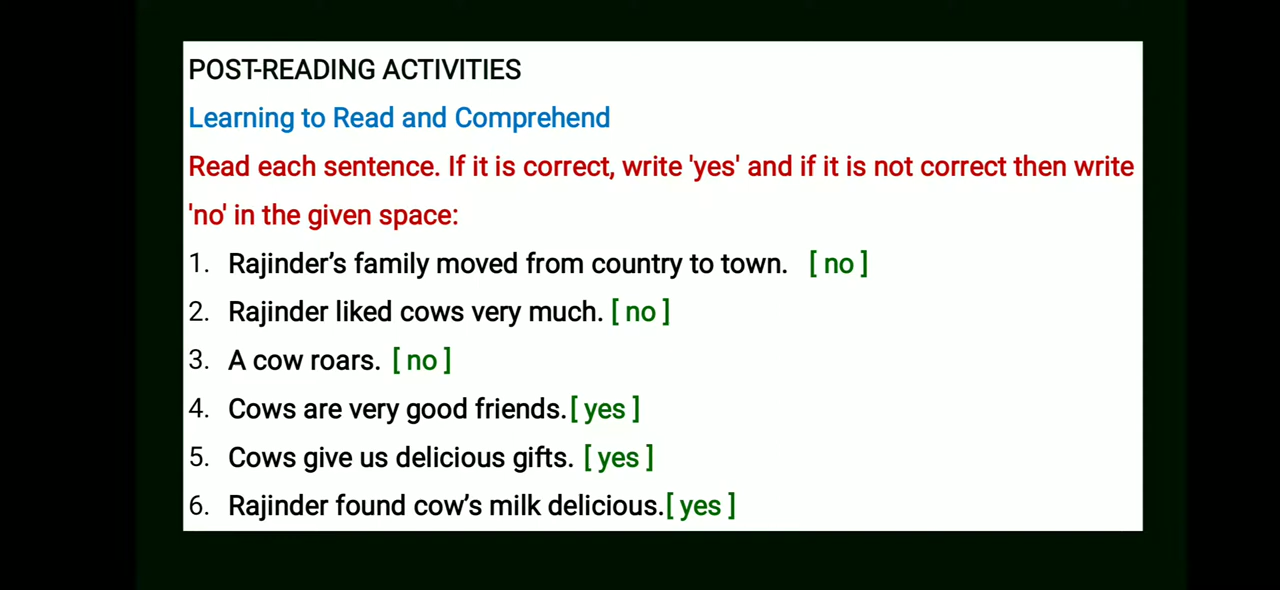 POST-READING ACTIVITIES
Learning to Read and Comprehend
Read each sentence. If it is correct, write 'yes' and if it is not correct then write
'no' in the given space:
1. Rajinder’s family moved from country to town. [ no ]
2. Rajinder liked cows very much. [ no ]
3. A cow roars. [ no ]
4. Cows are very good friends.[ yes ]
5. Cows give us delicious gifts. [ yes ]
6. Rajinder found cow’s milk delicious.[ yes ]